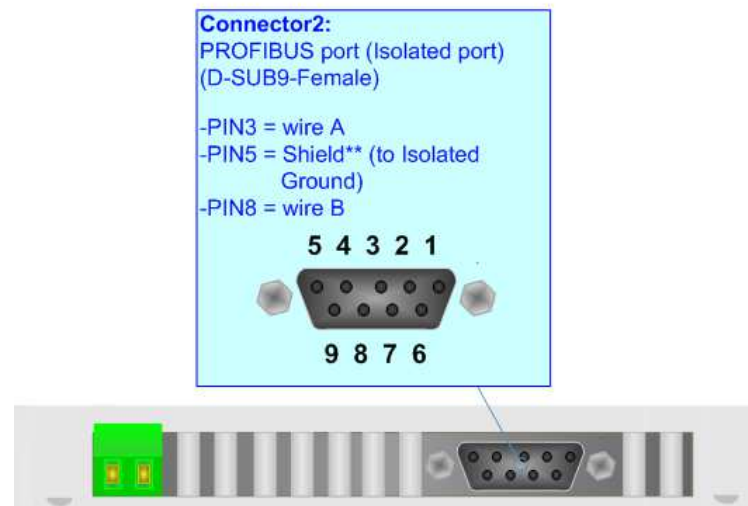 Connector2:
PROFIBUS port (Isolated port)
(D-SUB9-Female)
-PIN3 = wire A
-PIN5 = Shield** (to Isolated
Ground)
-PIN8 = wire B
5 4 3 2 1
9 8 7 6